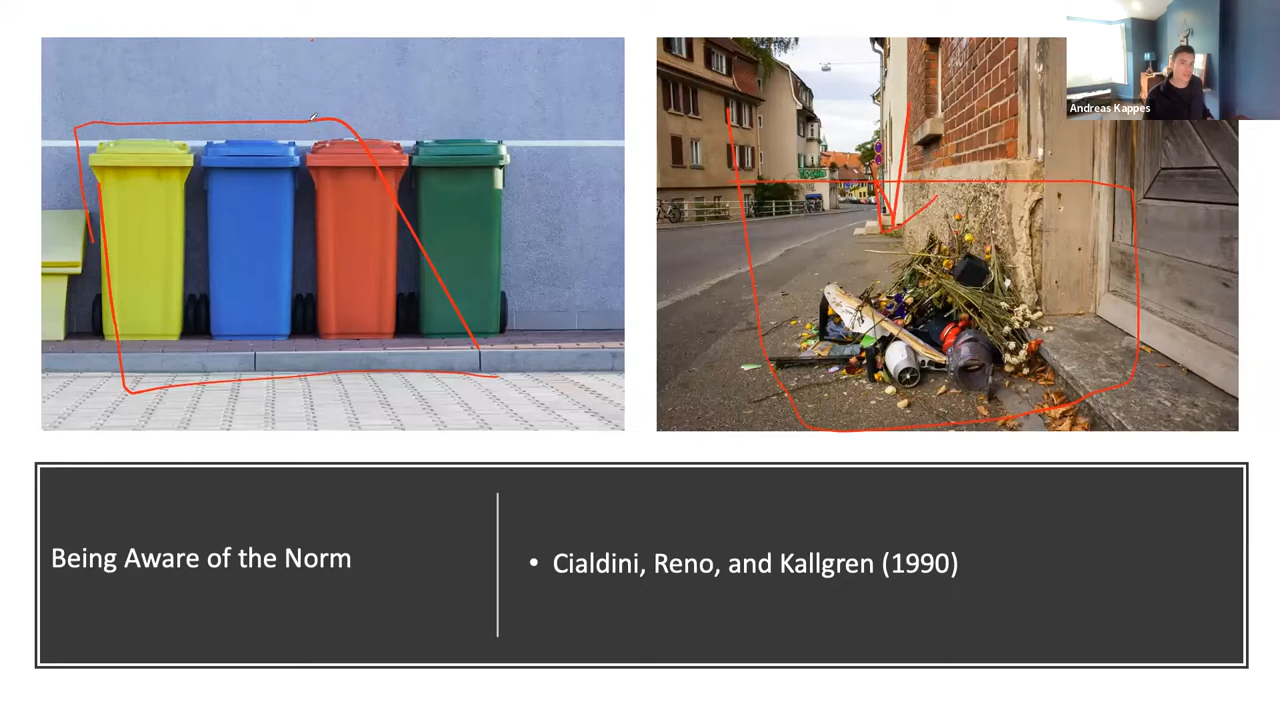 Andreas Kappes
Being Aware of the Norm
• Cialdini, Reno, and Kallgren (1990)